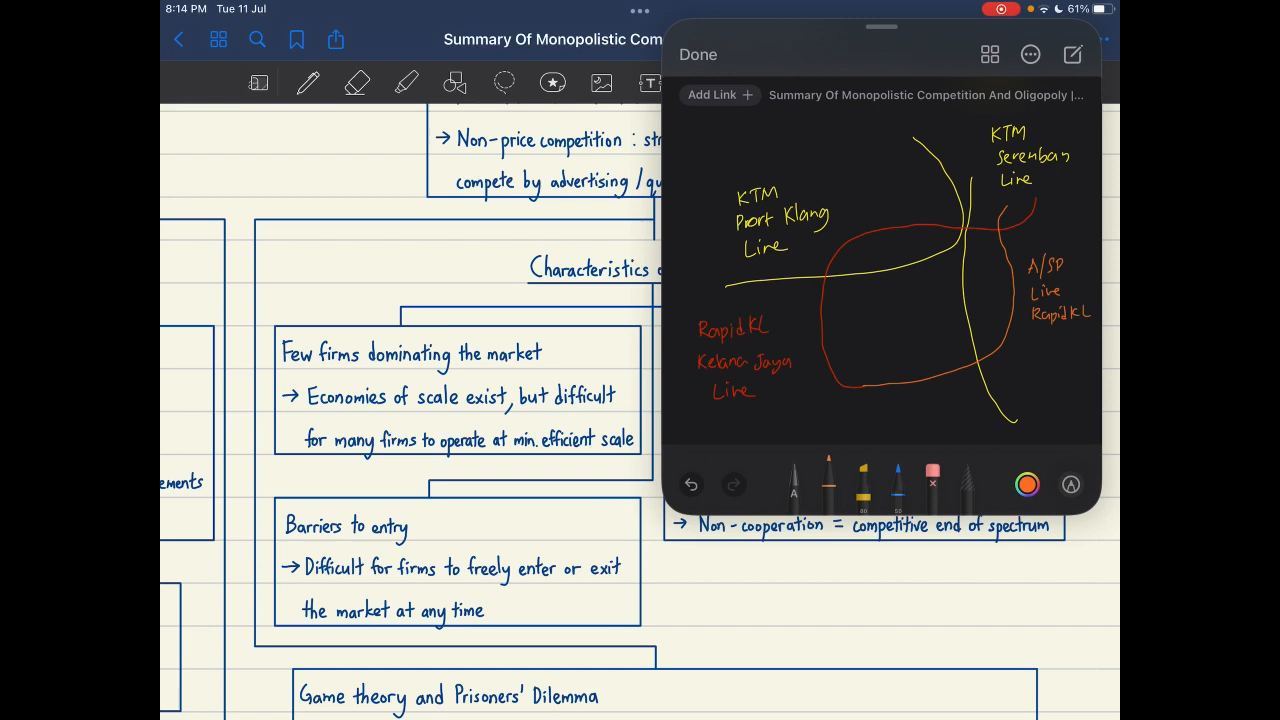 8:14 PM Tue 11 Jul
61%
Summary Of Monopolistic Com
Done
Add Link + Summary Of Monopolistic Competition And Oligopoly |...
→ Non-price competition : str
compete by advertising / qu
Characteristics o
Few firms dominating the market
→ Economies of scale exist, but difficult
for many firms to operate at min. efficient scale
ements
Barriers to entry
→ Difficult for firms to freely enter or exit
the market at any time
→ Non-cooperation = competitive end of spectrum
Game theory and Prisoners' Dilemma
KTM
Port Klang
Line
KTM
Seremban
Line
A/SP
Line
RapidKL
RapidKL
Kelana Jaya
Line
A
80
50